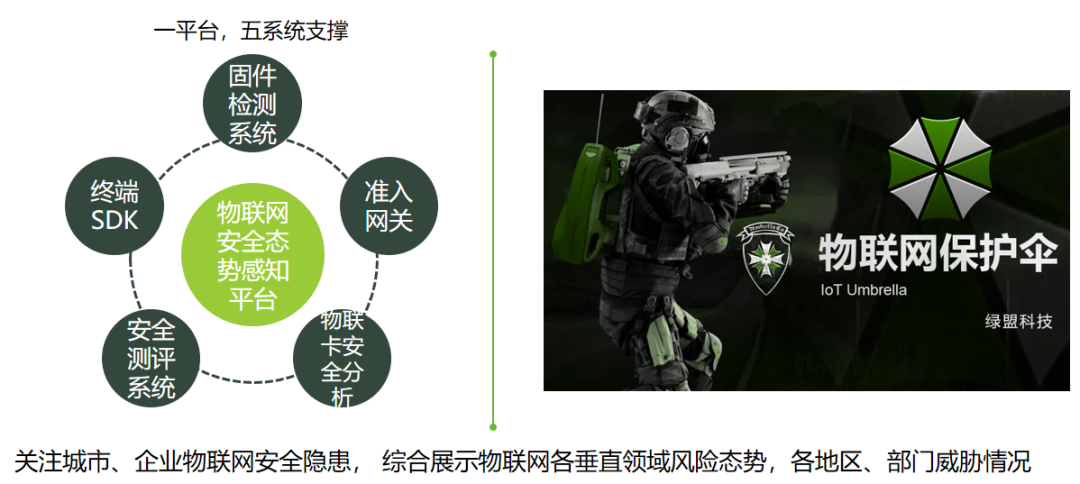 一平台，五系统支撑
固件
检测
系统
终端
SDK
准入
网关
物联网
安全态
势感知
平台
安全
测评
系统
物联
卡安
全分
析
物联网保护伞
IoT Umbrella
绿盟科技
关注城市、企业物联网安全隐患， 综合展示物联网各垂直领域风险态势，各地区、部门威胁情况